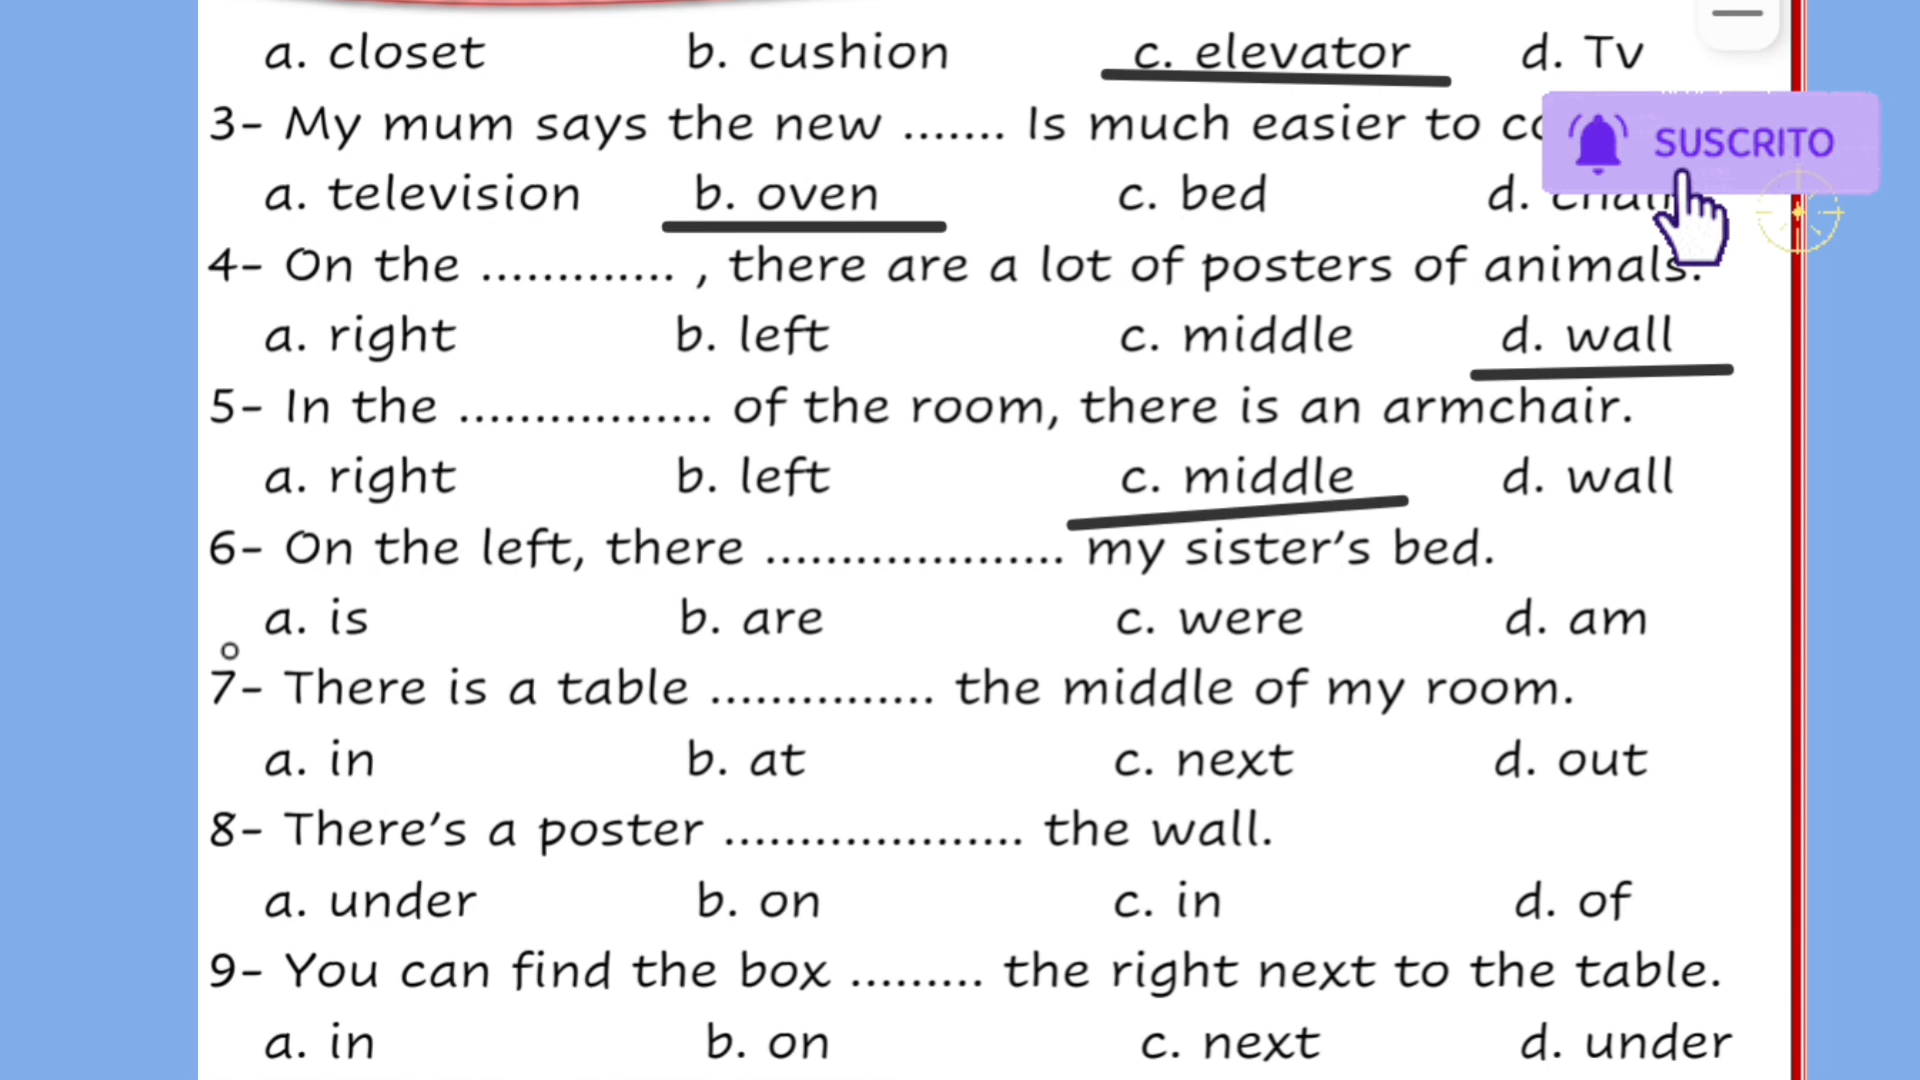 a. closet b. cushion c. elevator d. Tv
3- My mum says the new ....... Is much easier to
SUSCRITO
a. television b. oven c. bed d. chair
4- On the ............. , there are a lot of posters of animals.
a. right b. left c. middle d. wall
5- In the ................. of the room, there is an armchair.
a. right b. left c. middle d. wall
6- On the left, there .................... my sister's bed.
a. is b. are c. were d. am
7- There is a table ............... the middle of my room.
a. in b. at c. next d. out
8- There's a poster .................... the wall.
a. under b. on c. in d. of
9- You can find the box ......... the right next to the table.
a. in b. on c. next d. under